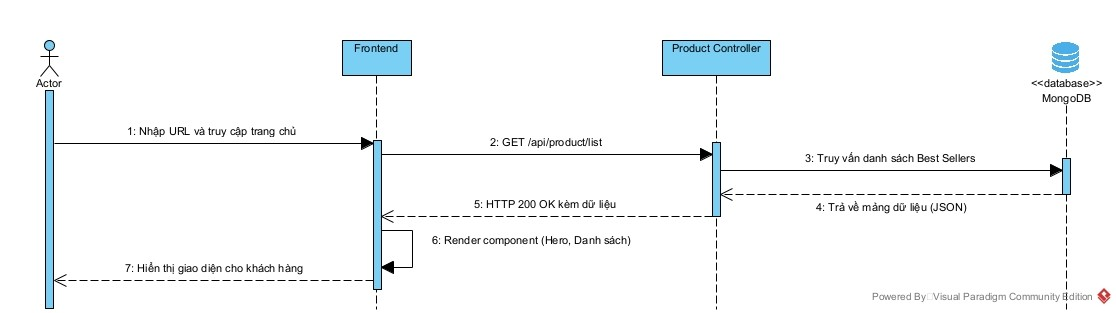 Actor
Frontend
Product Controller
<<database>>
MongoDB
1: Nhập URL và truy cập trang chủ
2: GET /api/product/list
3: Truy vấn danh sách Best Sellers
4: Trả về mảng dữ liệu (JSON)
5: HTTP 200 OK kèm dữ liệu
6: Render component (Hero, Danh sách)
7: Hiển thị giao diện cho khách hàng
Powered By Visual Paradigm Community Edition